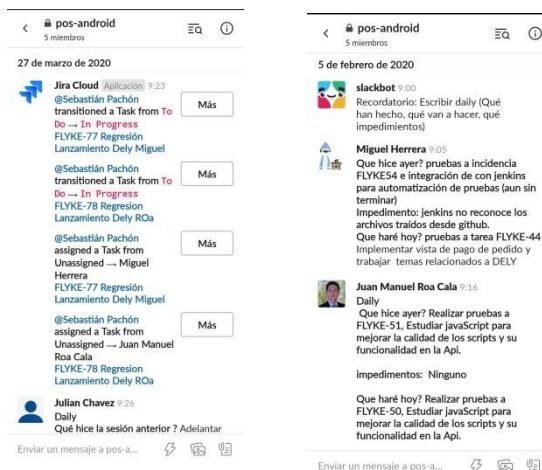 pos-android
5 miembros
27 de marzo de 2020
Jira Cloud Aplicación 9:23
@Sebastián Pachón
transitioned a Task from To
Do → In Progress
FLYKE-77 Regresión
Lanzamiento Dely Miguel
Más
@Sebastián Pachón
transitioned a Task from To
Do → In Progress
FLYKE-78 Regresion
Lanzamiento Dely ROa
Más
@Sebastián Pachón
assigned a Task from
Unassigned → Miguel
Herrera
FLYKE-77 Regresión
Lanzamiento Dely Miguel
Más
@Sebastián Pachón
assigned a Task from
Unassigned → Juan Manuel
Roa Cala
FLYKE-78 Regresion
Lanzamiento Dely ROa
Más
Julian Chavez 9:26
Daily
Qué hice la sesión anterior ? Adelantar
Enviar un mensaje a pos-a...
pos-android
5 miembros
5 de febrero de 2020
slackbot 9:00
Recordatorio: Escribir daily (Qué
han hecho, qué van a hacer, qué
impedimentos)
Miguel Herrera 9:05
Que hice ayer? pruebas a incidencia
FLYKE54 e integración de con jenkins
para automatización de pruebas (aun sin
terminar)
Impedimento: jenkins no reconoce los
archivos traídos desde github.
Que haré hoy? pruebas a tarea FLYKE-44
Implementar vista de pago de pedido y
trabajar temas relacionados a DELY
Juan Manuel Roa Cala 9:16
Daily
Que hice ayer? Realizar pruebas a
FLYKE-51, Estudiar javaScript para
mejorar la calidad de los scripts y su
funcionalidad en la Api.
impedimentos: Ninguno
Que haré hoy? Realizar pruebas a
FLYKE-50, Estudiar javaScript para
mejorar la calidad de los scripts y su
funcionalidad en la Api.
Enviar un mensaje a pos-a...